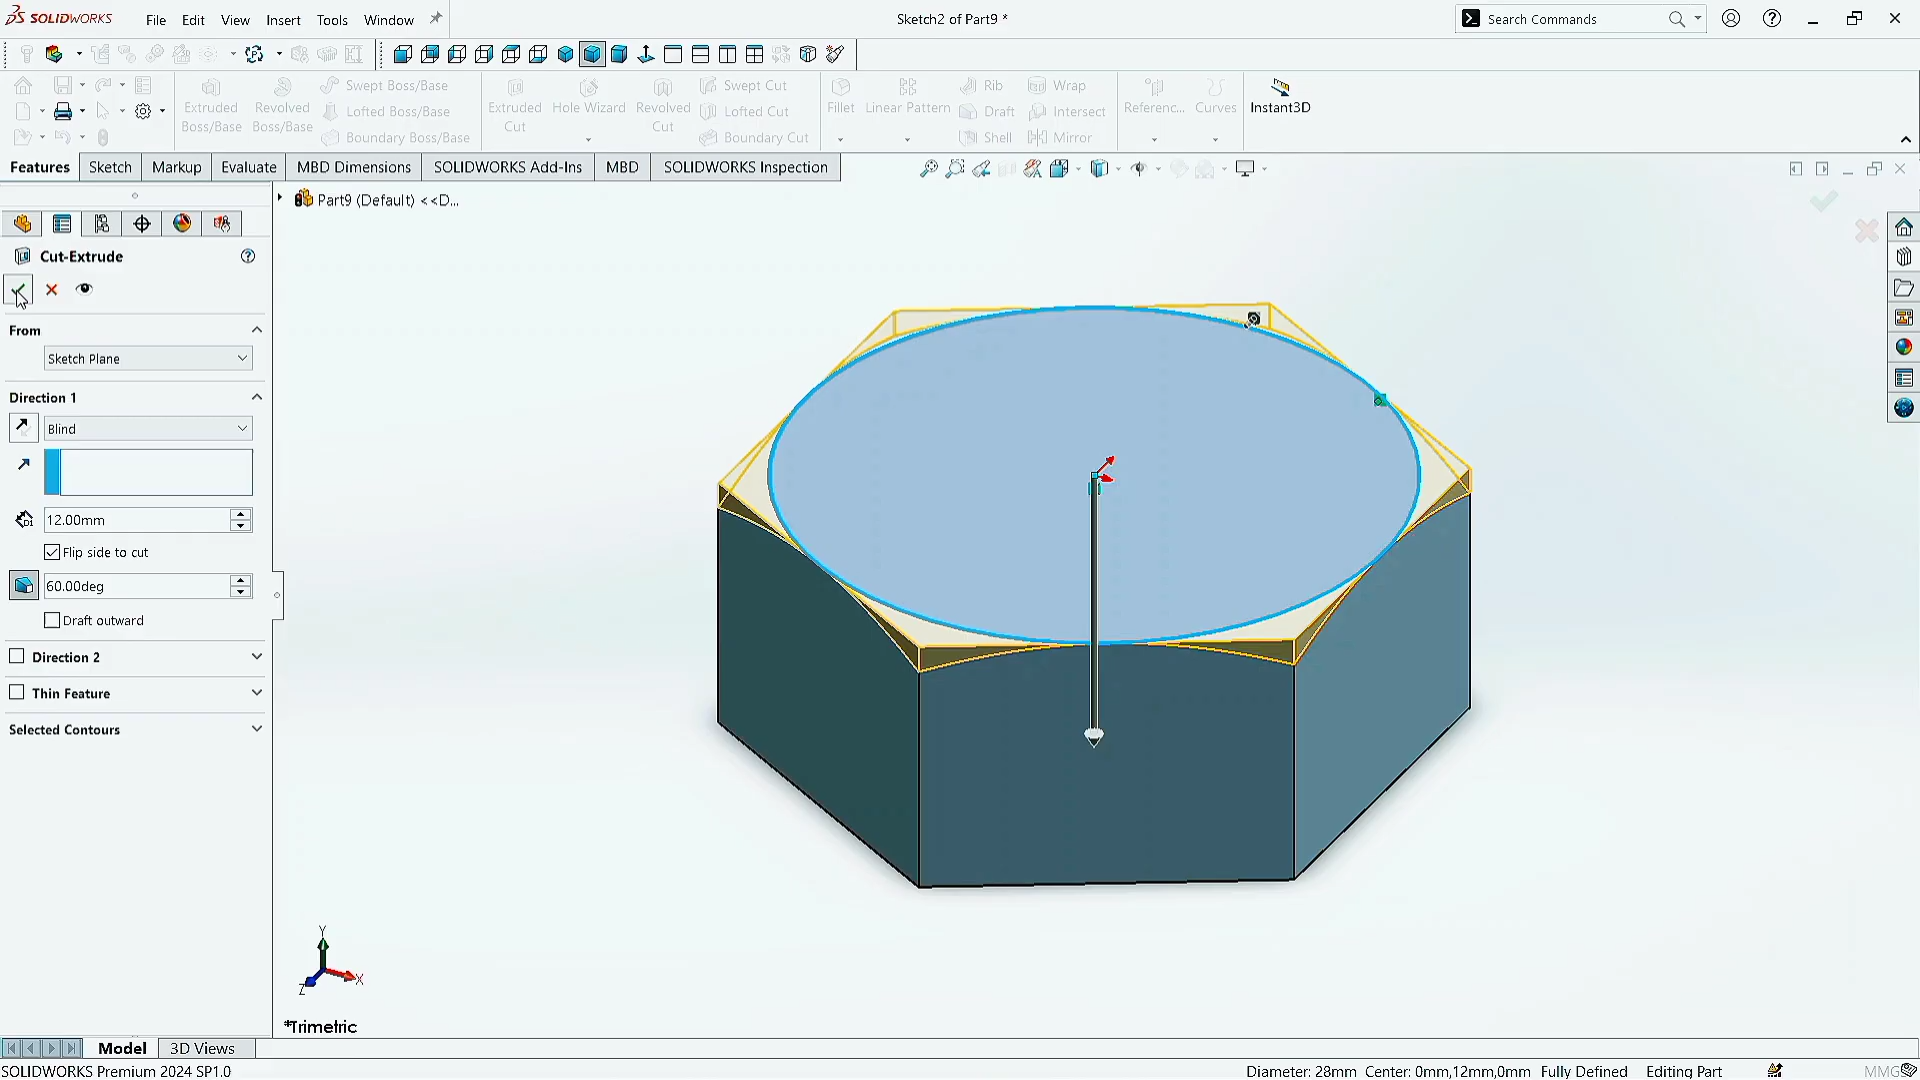 SOLIDWORKS File Edit View Insert Tools Window Sketch2 of Part9 * Search Commands
Extruded Boss/Base
Revolved Boss/Base
Swept Boss/Base
Lofted Boss/Base
Boundary Boss/Base
Extruded Cut
Hole Wizard
Revolved Cut
Swept Cut
Lofted Cut
Boundary Cut
Fillet
Linear Pattern
Rib
Draft
Shell
Wrap
Intersect
Mirror
Referenc...
Curves
Instant3D
Features Sketch Markup Evaluate MBD Dimensions SOLIDWORKS Add-Ins MBD SOLIDWORKS Inspection
Part9 (Default) <<D...
Cut-Extrude
From
Sketch Plane
Direction 1
Blind
12.00mm
Flip side to cut
60.00deg
Draft outward
Direction 2
Thin Feature
Selected Contours
Y
X
Z
*Trimetric
Model 3D Views
SOLIDWORKS Premium 2024 SP1.0 Diameter: 28mm Center: 0mm,12mm,0mm Fully Defined Editing Part